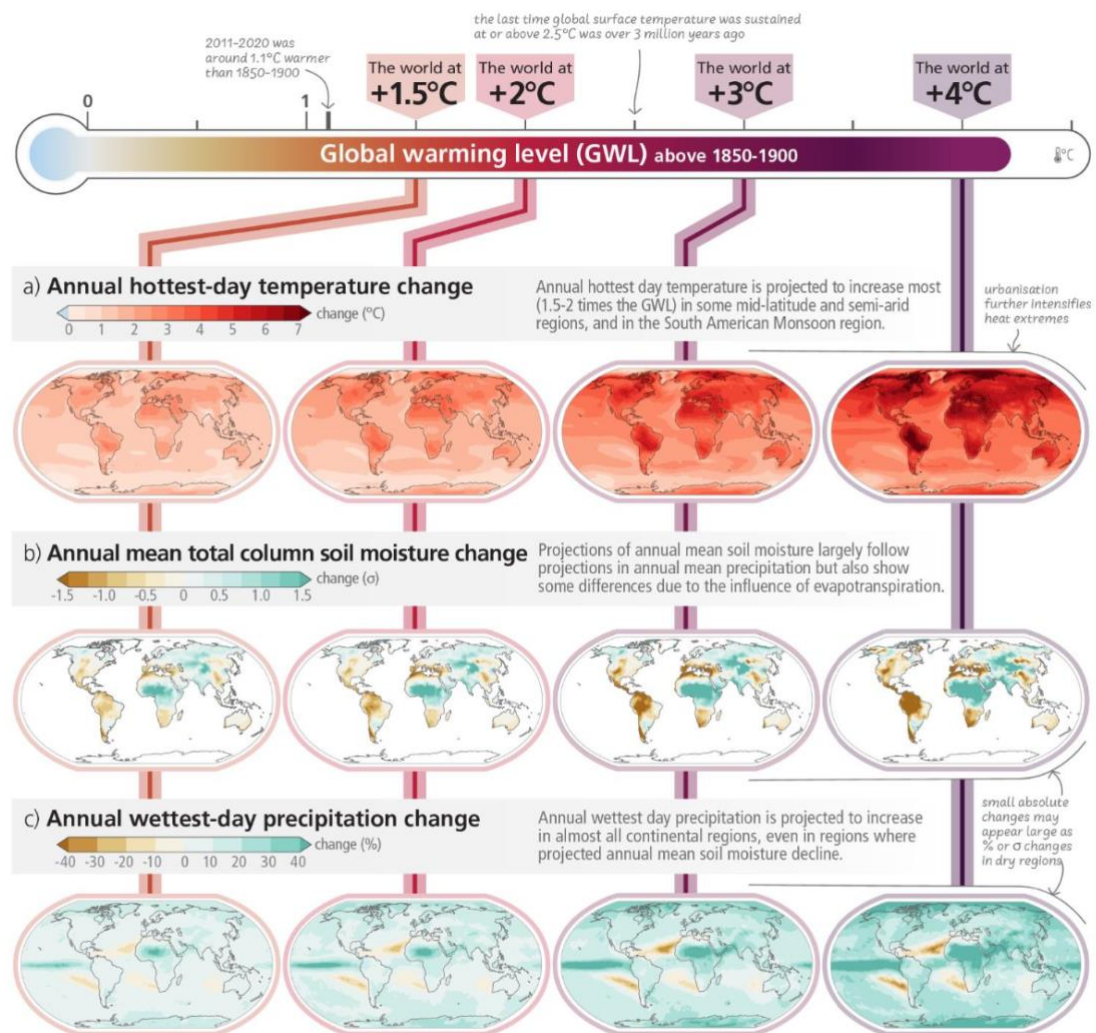 the last time global surface temperature was sustained
at or above 2.5°C was over 3 million years ago
2011-2020 was
around 1.1°C warmer
than 1850-1900
The world at
+1.5°C
The world at
+2°C
The world at
+3°C
The world at
+4°C
0
1
Global warming level (GWL) above 1850-1900
°C
a) Annual hottest-day temperature change
change (°C)
0 1 2 3 4 5 6 7
Annual hottest day temperature is projected to increase most
(1.5-2 times the GWL) in some mid-latitude and semi-arid
regions, and in the South American Monsoon region.
urbanisation
further intensifies
heat extremes
b) Annual mean total column soil moisture change
change (σ)
-1.5 -1.0 -0.5 0 0.5 1.0 1.5
Projections of annual mean soil moisture largely follow
projections in annual mean precipitation but also show
some differences due to the influence of evapotranspiration.
c) Annual wettest-day precipitation change
change (%)
-40 -30 -20 -10 0 10 20 30 40
Annual wettest day precipitation is projected to increase
in almost all continental regions, even in regions where
projected annual mean soil moisture decline.
small absolute
changes may
appear large as
% or σ changes
in dry regions